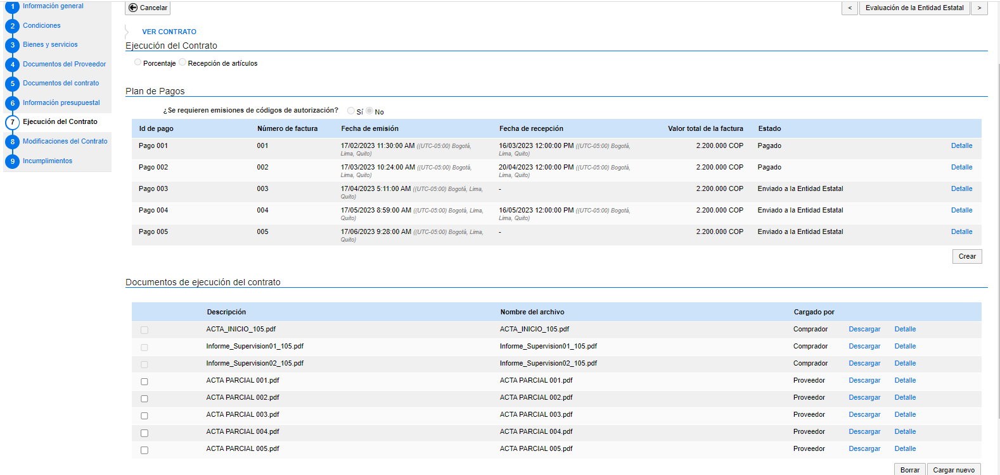 1 Información general
2 Condiciones
3 Bienes y servicios
4 Documentos del Proveedor
5 Documentos del contrato
6 Información presupuestal
7 Ejecución del Contrato
8 Modificaciones del Contrato
9 Incumplimientos
Cancelar
< Evaluación de la Entidad Estatal >
VER CONTRATO
Ejecución del Contrato
Porcentaje Recepción de artículos
Plan de Pagos
¿Se requieren emisiones de códigos de autorización? Sí No
Id de pago Número de factura Fecha de emisión Fecha de recepción Valor total de la factura Estado
Pago 001 001 17/02/2023 11:30:00 AM ((UTC-05:00) Bogotá, 16/03/2023 12:00:00 PM ((UTC-05:00) Bogotá, 2.200.000 COP Pagado Detalle
Lima, Quito) Lima, Quito)
Pago 002 002 17/03/2023 10:24:00 AM ((UTC-05:00) Bogotá, 20/04/2023 12:00:00 PM ((UTC-05:00) Bogotá, 2.200.000 COP Pagado Detalle
Lima, Quito) Lima, Quito)
Pago 003 003 17/04/2023 5:11:00 AM ((UTC-05:00) Bogotá, Lima, - 2.200.000 COP Enviado a la Entidad Estatal Detalle
Quito)
Pago 004 004 17/05/2023 8:59:00 AM ((UTC-05:00) Bogotá, Lima, 16/05/2023 12:00:00 PM ((UTC-05:00) Bogotá, 2.200.000 COP Enviado a la Entidad Estatal Detalle
Quito) Lima, Quito)
Pago 005 005 17/06/2023 9:28:00 AM ((UTC-05:00) Bogotá, Lima, - 2.200.000 COP Enviado a la Entidad Estatal Detalle
Quito)
Crear
Documentos de ejecución del contrato
Descripción Nombre del archivo Cargado por
ACTA_INICIO_105.pdf ACTA_INICIO_105.pdf Comprador Descargar Detalle
Informe_Supervision01_105.pdf Informe_Supervision01_105.pdf Comprador Descargar Detalle
Informe_Supervision02_105.pdf Informe_Supervision02_105.pdf Comprador Descargar Detalle
ACTA PARCIAL 001.pdf ACTA PARCIAL 001.pdf Proveedor Descargar Detalle
ACTA PARCIAL 002.pdf ACTA PARCIAL 002.pdf Proveedor Descargar Detalle
ACTA PARCIAL 003.pdf ACTA PARCIAL 003.pdf Proveedor Descargar Detalle
ACTA PARCIAL 004.pdf ACTA PARCIAL 004.pdf Proveedor Descargar Detalle
ACTA PARCIAL 005.pdf ACTA PARCIAL 005.pdf Proveedor Descargar Detalle
Borrar Cargar nuevo